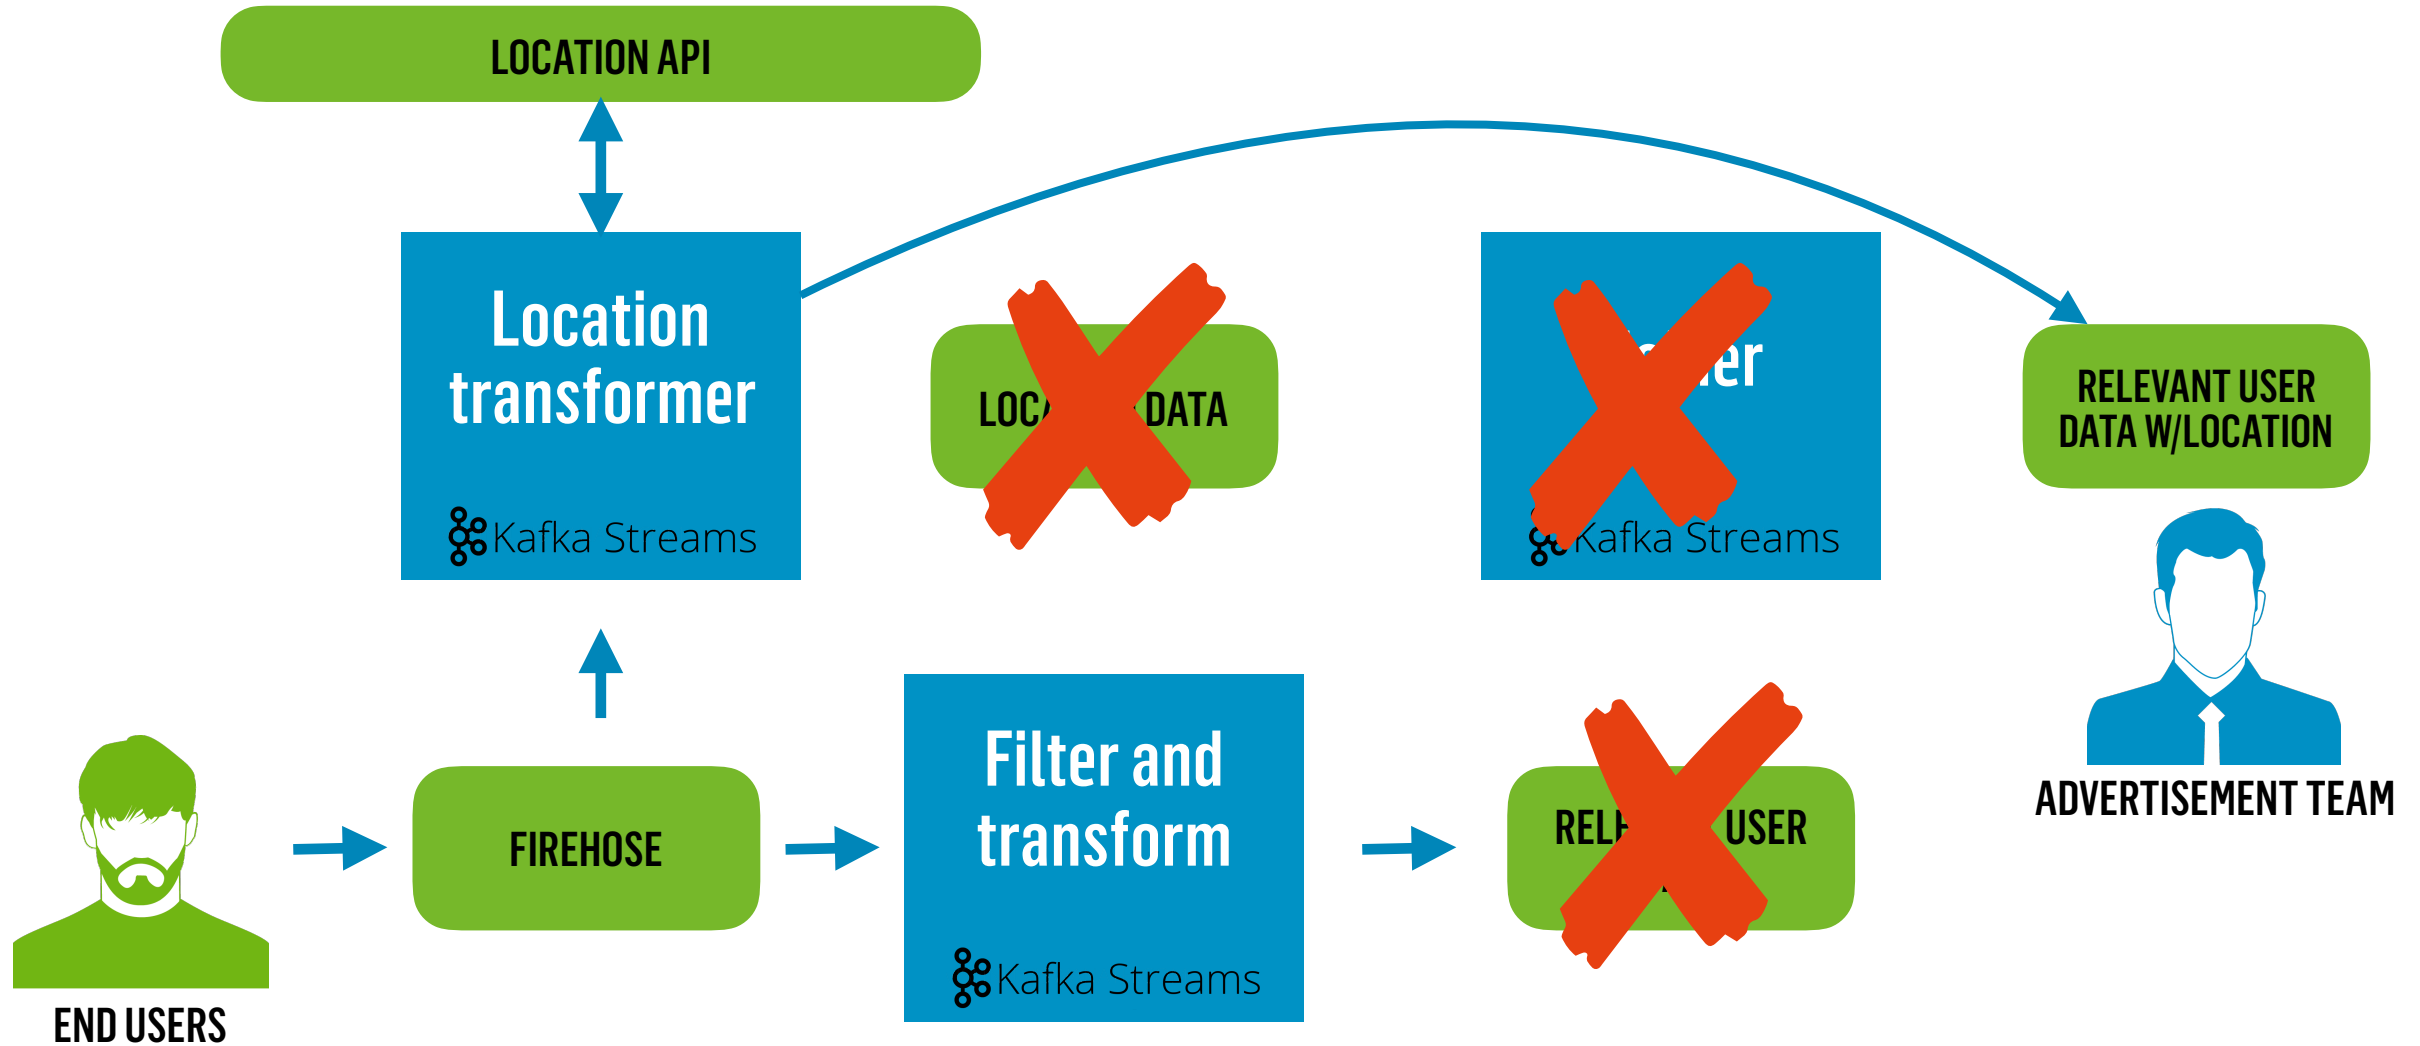 LOCATION API
Location
transformer
Kafka Streams
DATA
Kafka Streams
RELEVANT USER
DATA W/LOCATION
ADVERTISEMENT TEAM
FIREHOSE
Filter and
transform
Kafka Streams
USER
END USERS